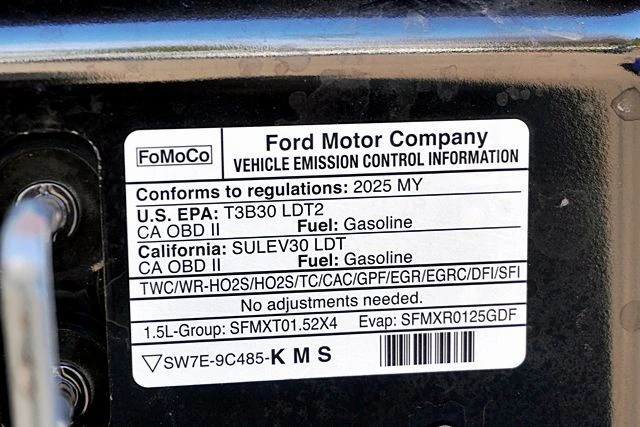 FoMoCo
Ford Motor Company
VEHICLE EMISSION CONTROL INFORMATION
Conforms to regulations: 2025 MY
U.S. EPA: T3B30 LDT2
CA OBD II Fuel: Gasoline
California: SULEV30 LDT
CA OBD II Fuel: Gasoline
TWC/WR-HO2S/HO2S/TC/CAC/GPF/EGR/EGRC/DFI/SFI
No adjustments needed.
1.5L-Group: SFMXT01.52X4 Evap: SFMXR0125GDF
SW7E-9C485-KMS